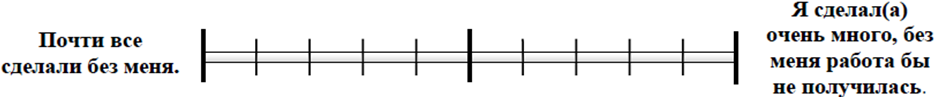 Почти все
сделали без меня.
Я сделал(а)
очень много, без
меня работа бы
не получилась.